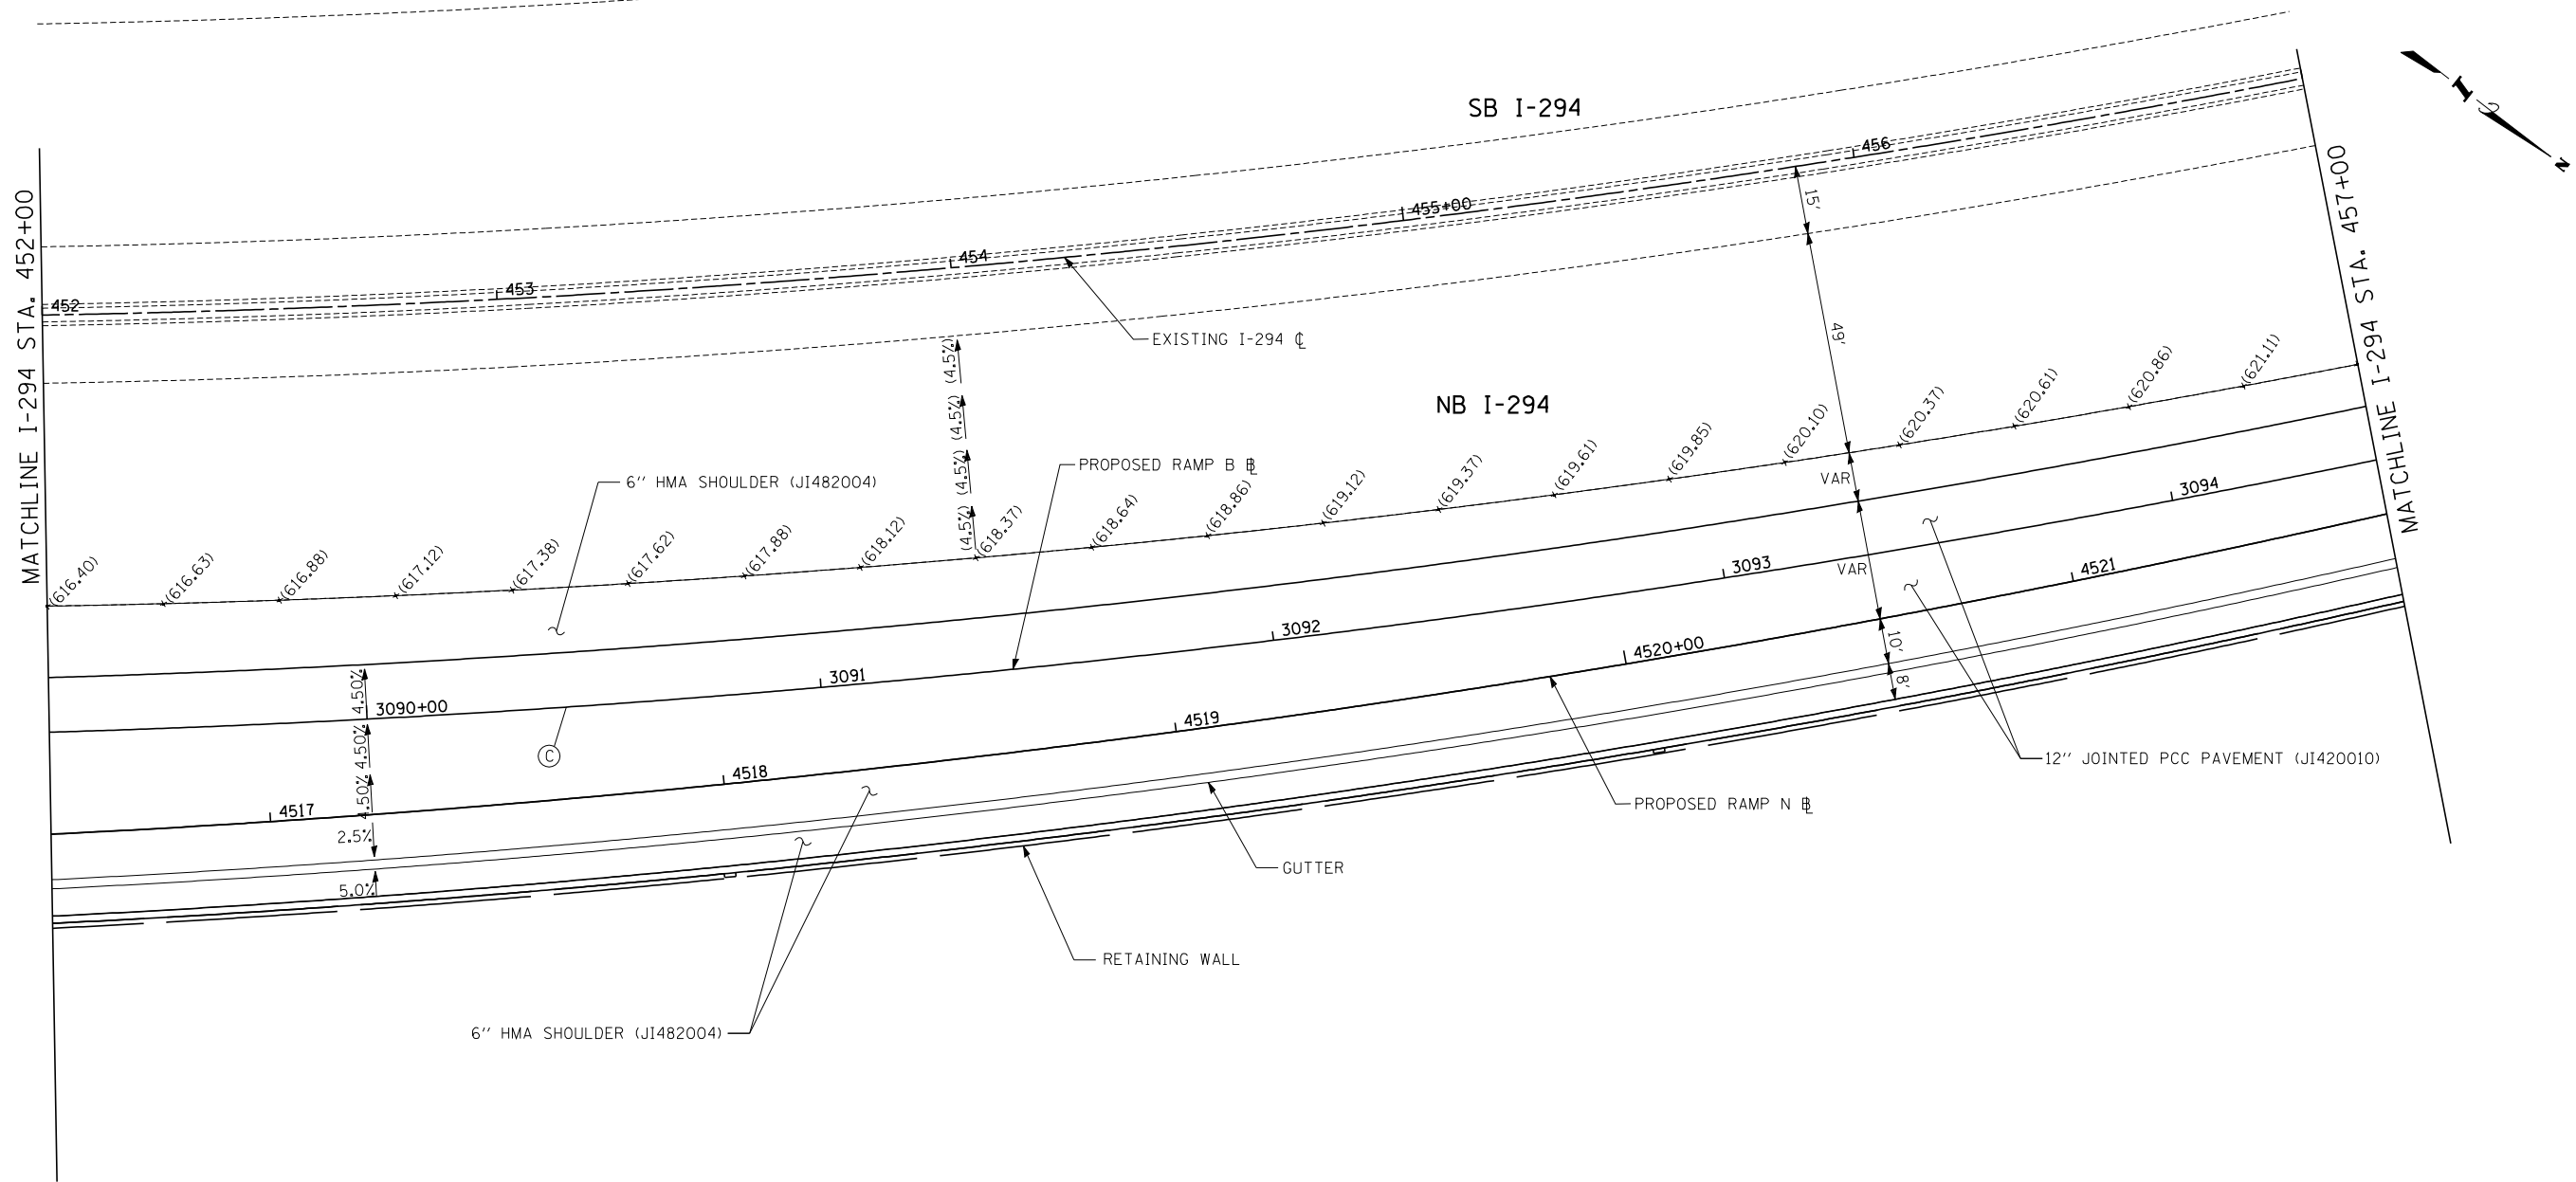 SB I-294
N
MATCHLINE I-294 STA. 452+00
MATCHLINE I-294 STA. 457+00
452
453
454
455+00
456
15'
49'
EXISTING I-294 ℄
NB I-294
(4.5%) (4.5%) (4.5%) (4.5%)
PROPOSED RAMP B ⅊
6" HMA SHOULDER (JI482004)
(616.40)
(616.63)
(616.88)
(617.12)
(617.38)
(617.62)
(617.88)
(618.12)
(618.37)
(618.64)
(618.86)
(619.12)
(619.37)
(619.61)
(619.85)
(620.10)
(620.37)
(620.61)
(620.86)
(621.11)
VAR
VAR
10'
8'
3090+00
3091
3092
3093
3094
4.50%
4.50%
4.50%
2.5%
5.0%
C
4517
4518
4519
4520+00
4521
12" JOINTED PCC PAVEMENT (JI420010)
PROPOSED RAMP N ⅊
GUTTER
RETAINING WALL
6" HMA SHOULDER (JI482004)